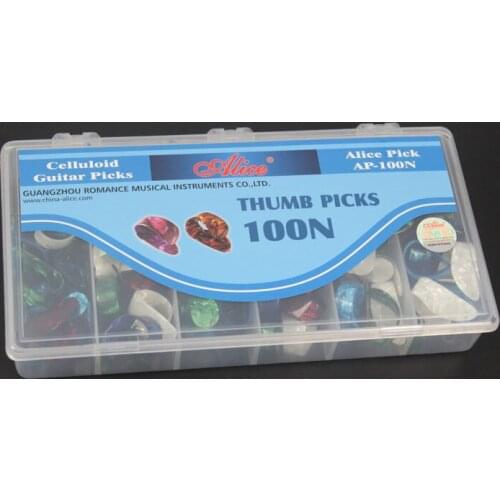 Celluloid
Guitar Picks
Alice®
Alice Pick
AP-100N
GUANGZHOU ROMANCE MUSICAL INSTRUMENTS CO.,LTD.
www.china-alice.com
THUMB PICKS
100N